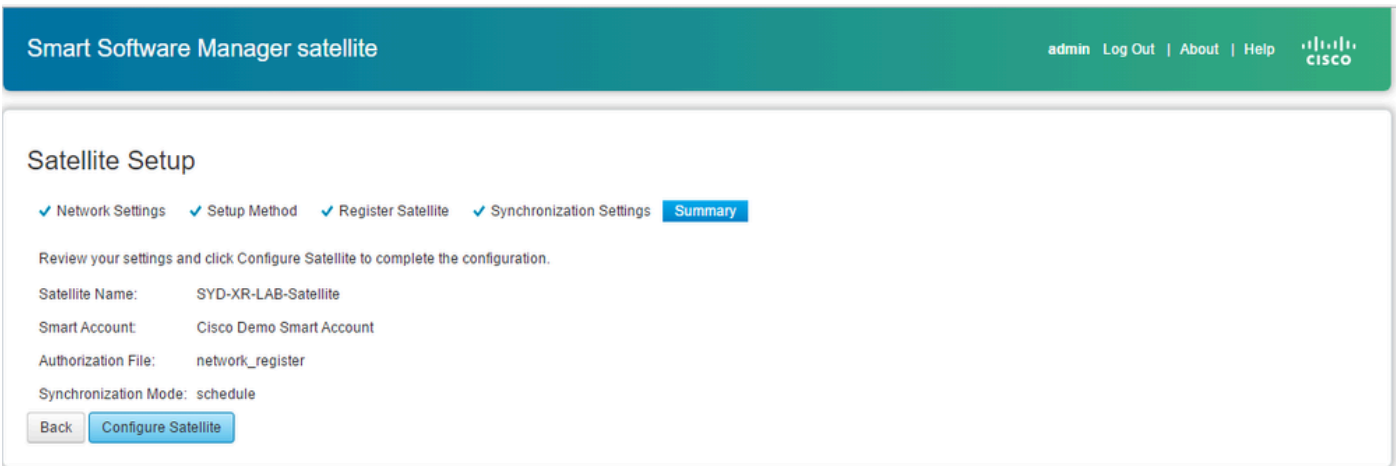 Smart Software Manager satellite
admin Log Out | About | Help
CISCO
Satellite Setup
Network Settings Setup Method Register Satellite Synchronization Settings Summary
Review your settings and click Configure Satellite to complete the configuration.
Satellite Name: SYD-XR-LAB-Satellite
Smart Account: Cisco Demo Smart Account
Authorization File: network_register
Synchronization Mode: schedule
Back Configure Satellite